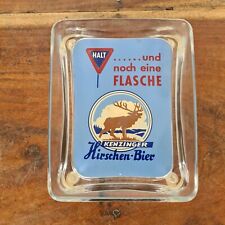 HALT
......und
noch eine
FLASCHE
KENZINGER
Hirschen-Bier